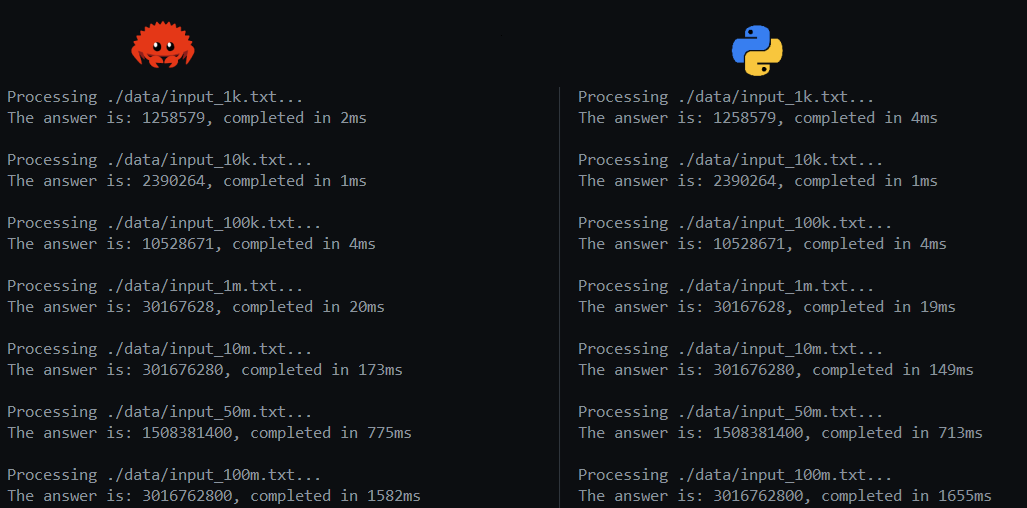 Processing ./data/input_1k.txt...
The answer is: 1258579, completed in 2ms
Processing ./data/input_10k.txt...
The answer is: 2390264, completed in 1ms
Processing ./data/input_100k.txt...
The answer is: 10528671, completed in 4ms
Processing ./data/input_1m.txt...
The answer is: 30167628, completed in 20ms
Processing ./data/input_10m.txt...
The answer is: 301676280, completed in 173ms
Processing ./data/input_50m.txt...
The answer is: 1508381400, completed in 775ms
Processing ./data/input_100m.txt...
The answer is: 3016762800, completed in 1582ms
Processing ./data/input_1k.txt...
The answer is: 1258579, completed in 4ms
Processing ./data/input_10k.txt...
The answer is: 2390264, completed in 1ms
Processing ./data/input_100k.txt...
The answer is: 10528671, completed in 4ms
Processing ./data/input_1m.txt...
The answer is: 30167628, completed in 19ms
Processing ./data/input_10m.txt...
The answer is: 301676280, completed in 149ms
Processing ./data/input_50m.txt...
The answer is: 1508381400, completed in 713ms
Processing ./data/input_100m.txt...
The answer is: 3016762800, completed in 1655ms